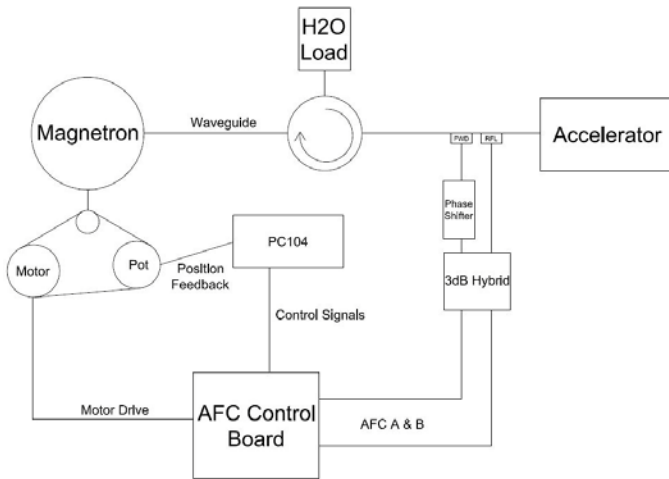 H2O
Load
Magnetron
Waveguide
Accelerator
FWD
RFL
Phase
Shifter
PC104
Motor
Pot
Position
Feedback
3dB Hybrid
Control Signals
Motor Drive
AFC Control
Board
AFC A & B